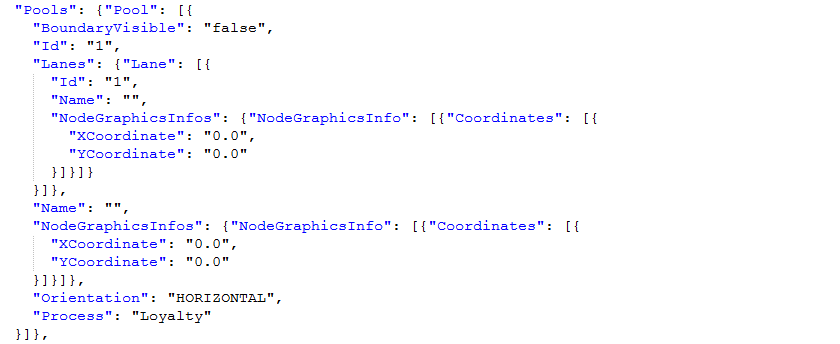 "Pools": {"Pool": [{
"BoundaryVisible": "false",
"Id": "1",
"Lanes": {"Lane": [{
"Id": "1",
"Name": "",
"NodeGraphicsInfos": {"NodeGraphicsInfo": [{"Coordinates": [{
"XCoordinate": "0.0",
"YCoordinate": "0.0"
}]}]}
}]},
"Name": "",
"NodeGraphicsInfos": {"NodeGraphicsInfo": [{"Coordinates": [{
"XCoordinate": "0.0",
"YCoordinate": "0.0"
}]}]},
"Orientation": "HORIZONTAL",
"Process": "Loyalty"
}]},